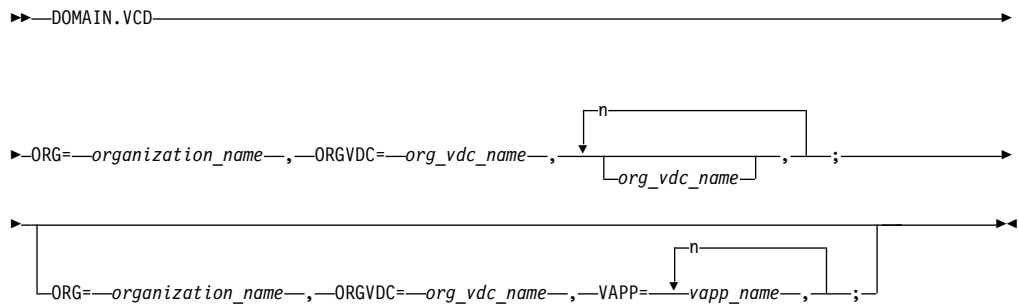 DOMAIN.VCD
n
ORG= organization_name , ORGVDC= org_vdc_name , org_vdc_name , ;
n
ORG= organization_name , ORGVDC= org_vdc_name , VAPP= vapp_name , ;